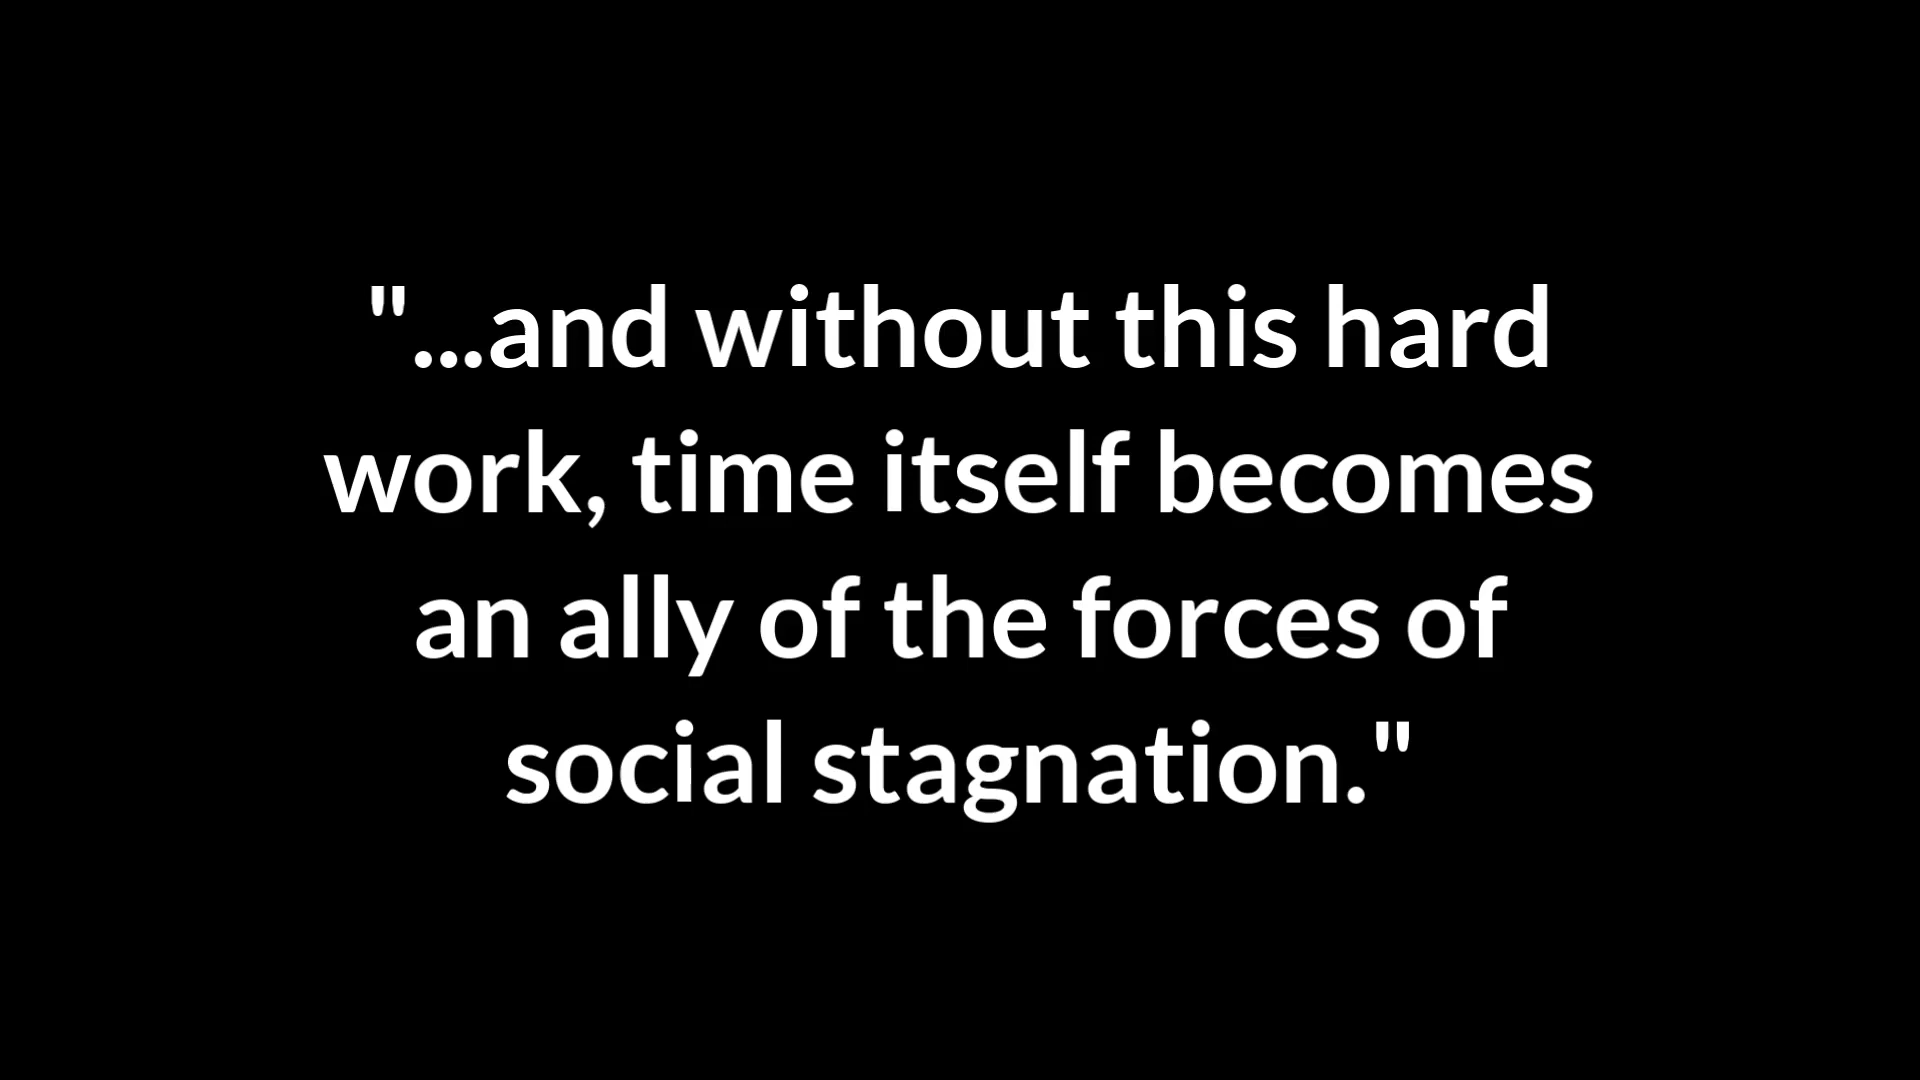 "...and without this hard
work, time itself becomes
an ally of the forces of
social stagnation."